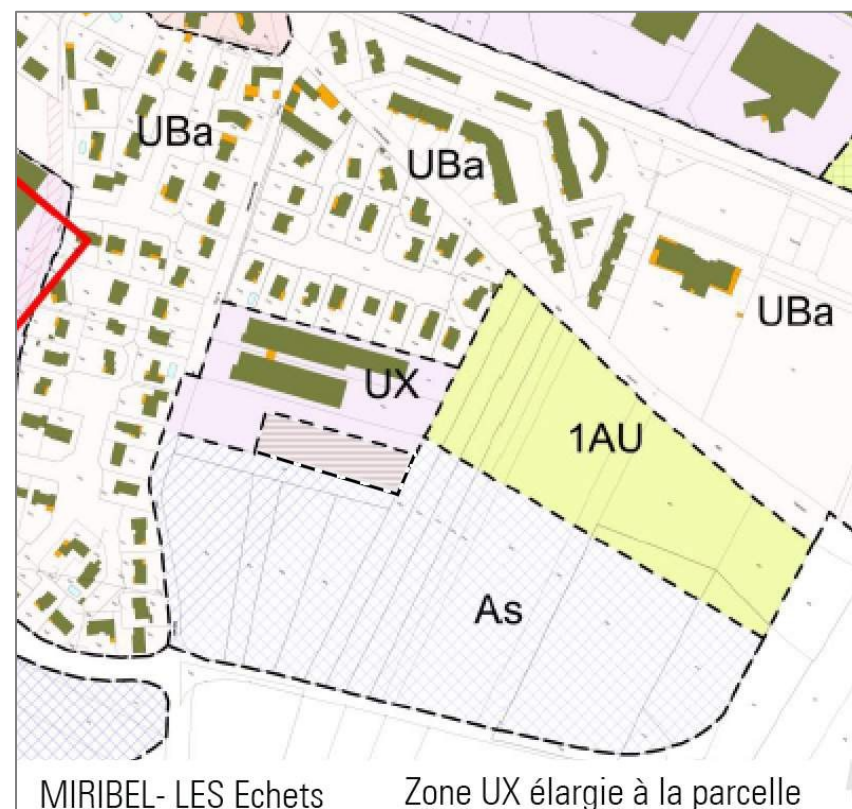 UBa
UBa
UBa
UX
1AU
As
MIRIBEL- LES Echets
Zone UX élargie à la parcelle